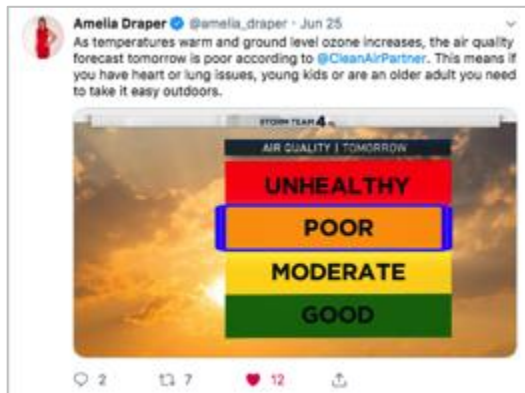 Amelia Draper @amelia_draper · Jun 25
As temperatures warm and ground level ozone increases, the air quality
forecast tomorrow is poor according to @CleanAirPartner. This means if
you have heart or lung issues, young kids or are an older adult you need
to take it easy outdoors.
STORM TEAM 4
AIR QUALITY | TOMORROW
UNHEALTHY
POOR
MODERATE
GOOD
2 7 12